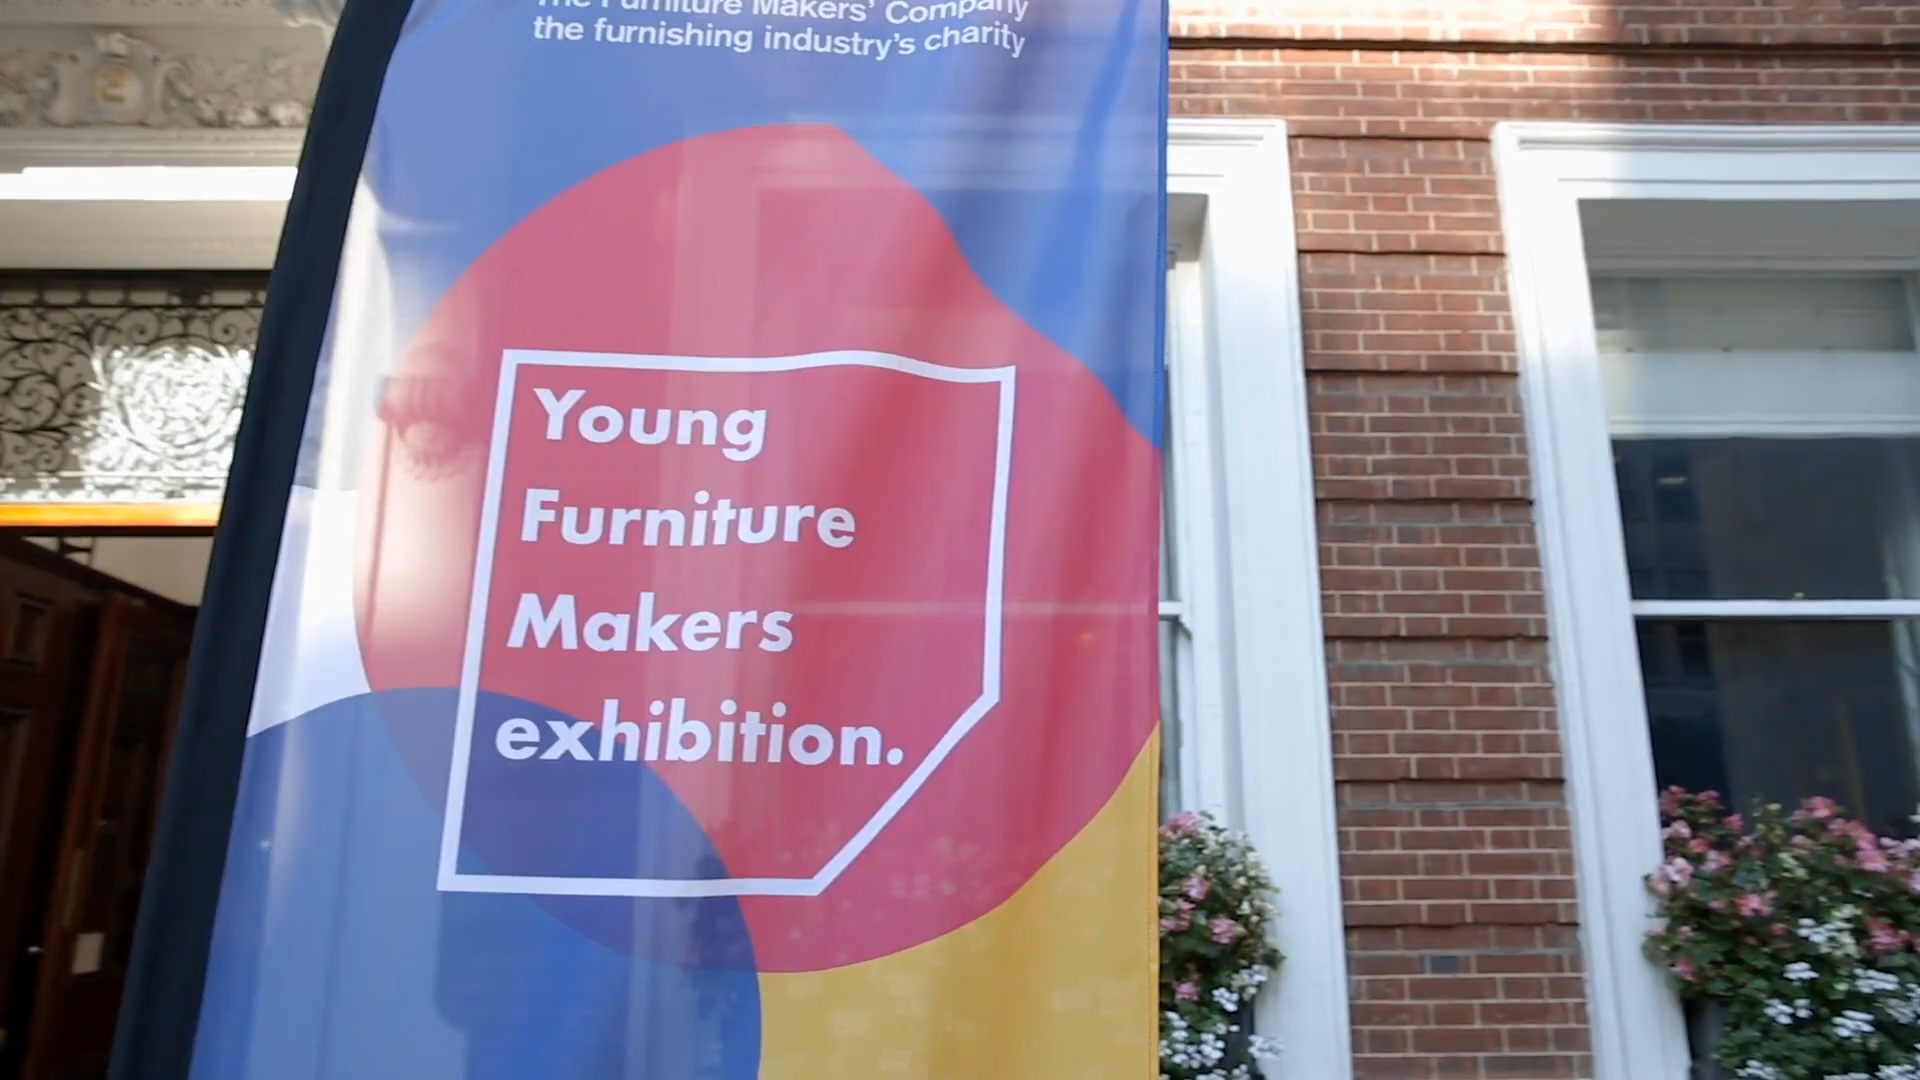 The Furniture Makers' Company
the furnishing industry's charity
Young
Furniture
Makers
exhibition.